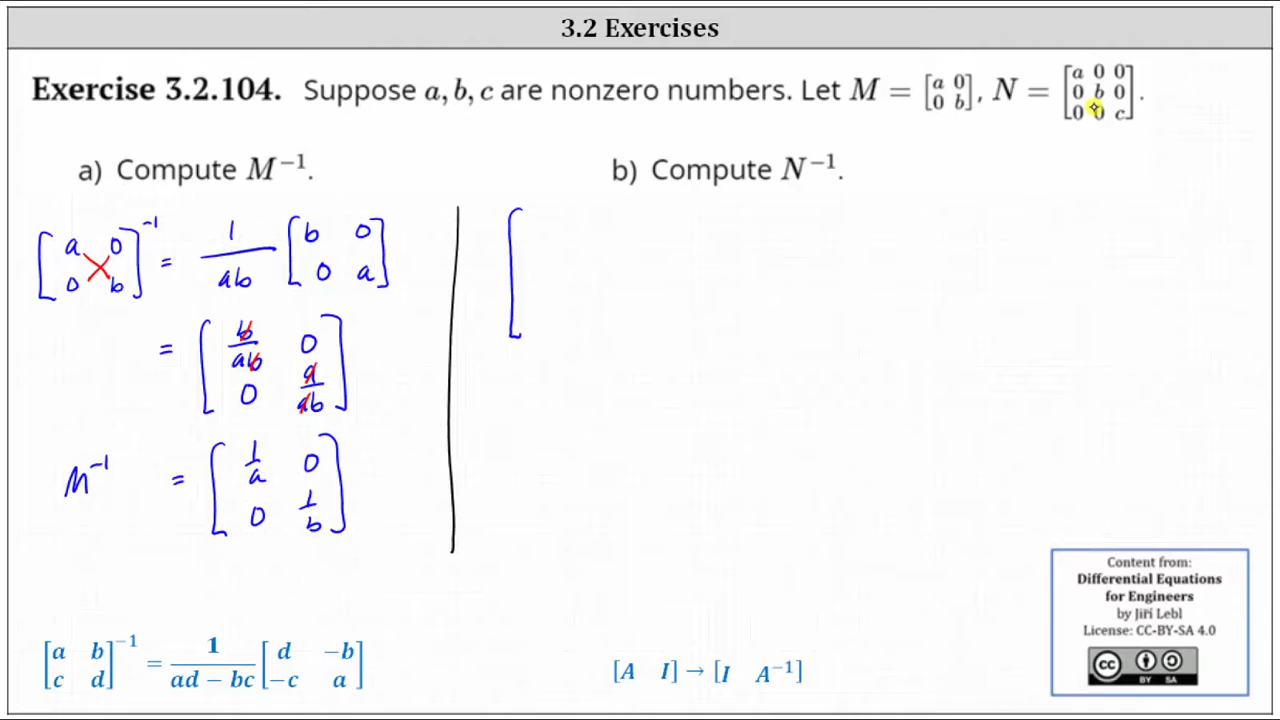 3.2 Exercises
Exercise 3.2.104. Suppose a, b, c are nonzero numbers. Let M = [a 0; 0 b], N = [a 0 0; 0 b 0; 0 0 c].
a) Compute M⁻¹.
b) Compute N⁻¹.
[a 0; 0 b]⁻¹ = 1/ab [b 0; 0 a]
= [b/ab 0; 0 a/ab]
M⁻¹ = [1/a 0; 0 1/b]
[
[a b; c d]⁻¹ = 1/(ad − bc) [d −b; −c a]
[A I] → [I A⁻¹]
Content from:
Differential Equations
for Engineers
by Jiří Lebl
License: CC-BY-SA 4.0
cc BY SA